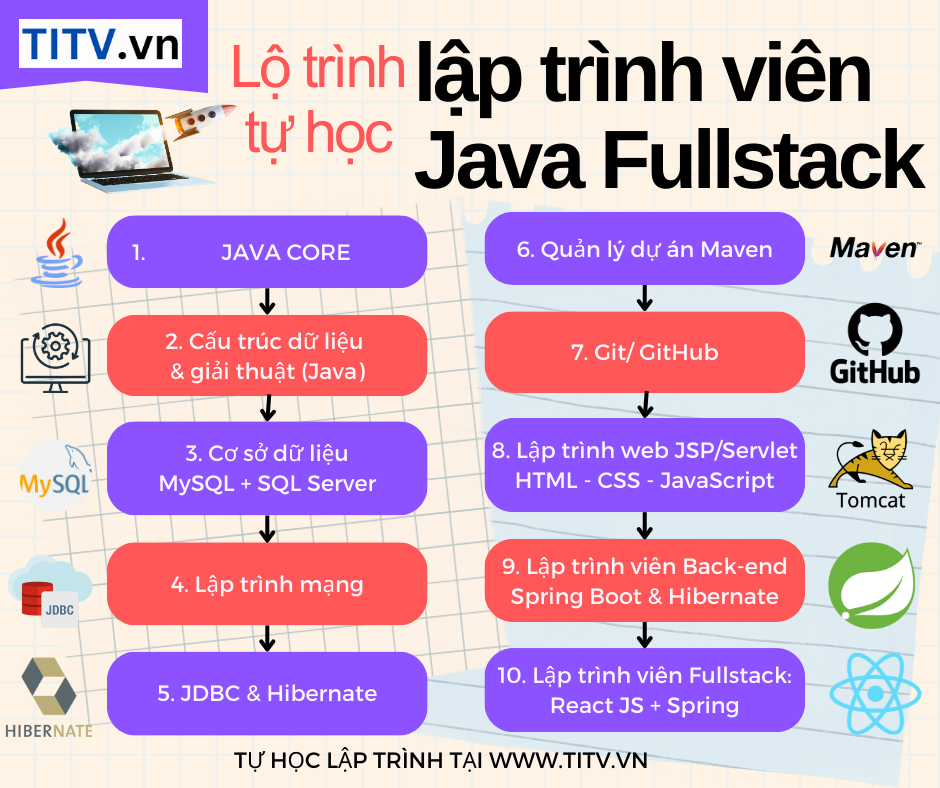 TITV.vn
Lộ trình
tự học
lập trình viên
Java Fullstack
1. JAVA CORE
2. Cấu trúc dữ liệu
& giải thuật (Java)
3. Cơ sở dữ liệu
MySQL + SQL Server
MySQL
4. Lập trình mạng
JDBC
5. JDBC & Hibernate
HIBERNATE
6. Quản lý dự án Maven
Maven™
7. Git/ GitHub
GitHub
8. Lập trình web JSP/Servlet
HTML - CSS - JavaScript
Tomcat
9. Lập trình viên Back-end
Spring Boot & Hibernate
10. Lập trình viên Fullstack:
React JS + Spring
TỰ HỌC LẬP TRÌNH TẠI WWW.TITV.VN